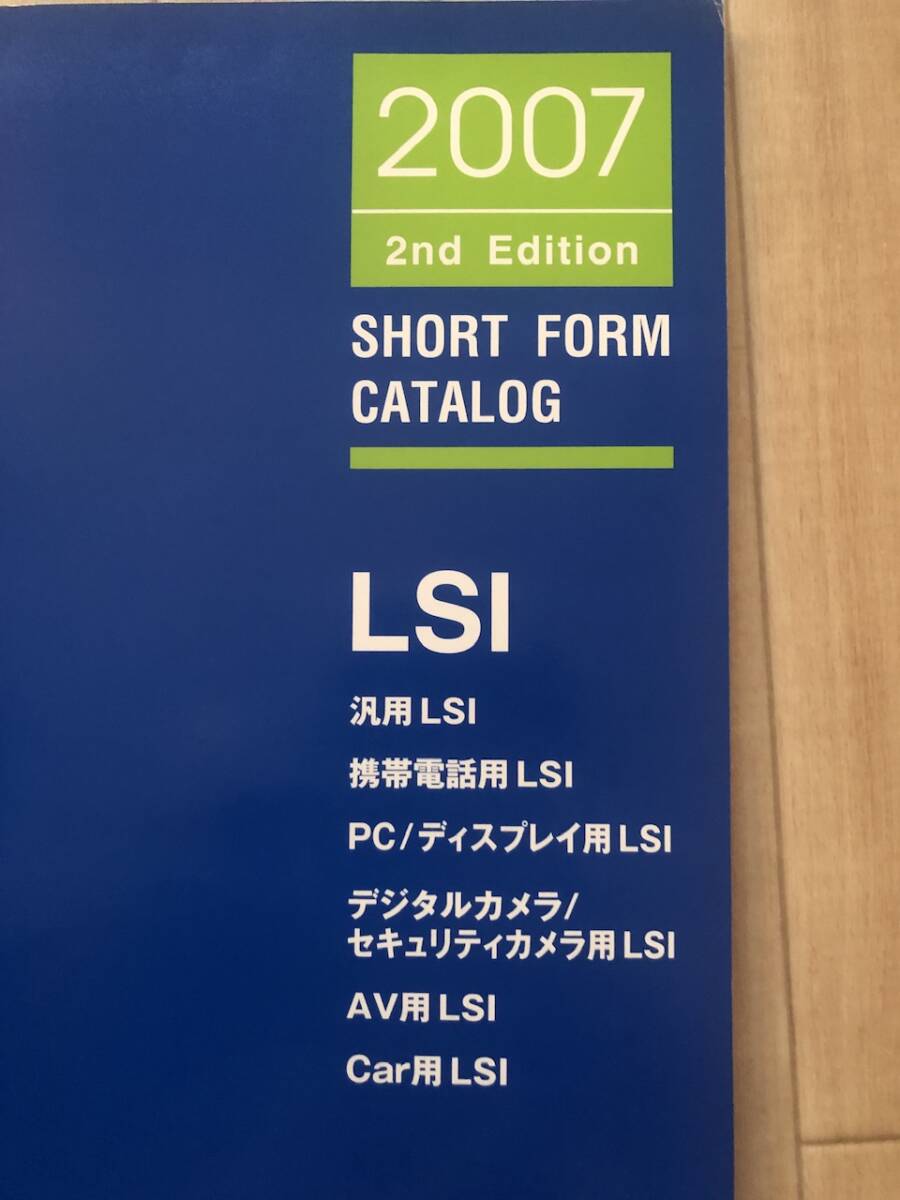 2007
2nd Edition
SHORT FORM
CATALOG
LSI
汎用LSI
携帯電話用LSI
PC/ディスプレイ用LSI
デジタルカメラ/
セキュリティカメラ用LSI
AV用LSI
Car用LSI